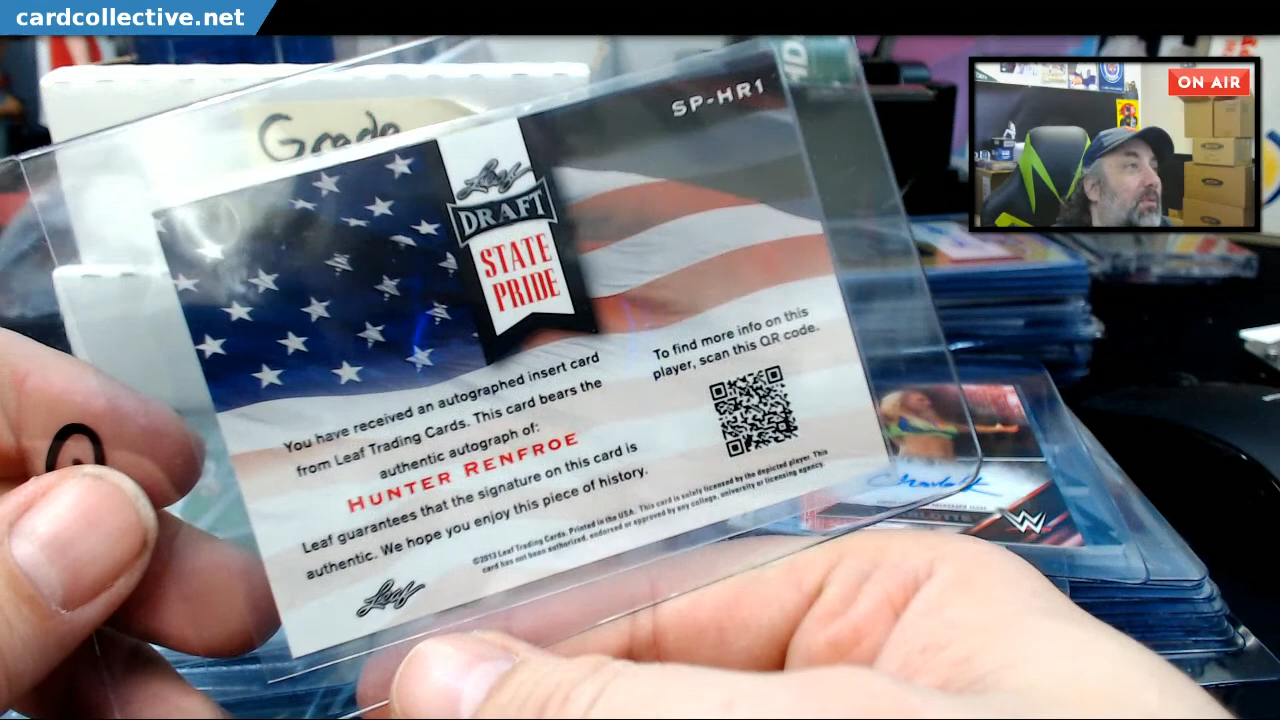 cardcollective.net
ON AIR
Grade
SP-HR1
Leaf
DRAFT
STATE
PRIDE
You have received an autographed insert card
from Leaf Trading Cards. This card bears the
authentic autograph of:
HUNTER RENFROE
Leaf guarantees that the signature on this card is
authentic. We hope you enjoy this piece of history.
To find more info on this
player, scan this QR code.
©2013 Leaf Trading Cards. Printed in the USA. This card is solely licensed by the depicted player. This
card has not been authorized, endorsed or approved by any college, university or licensing agency.
Leaf
W